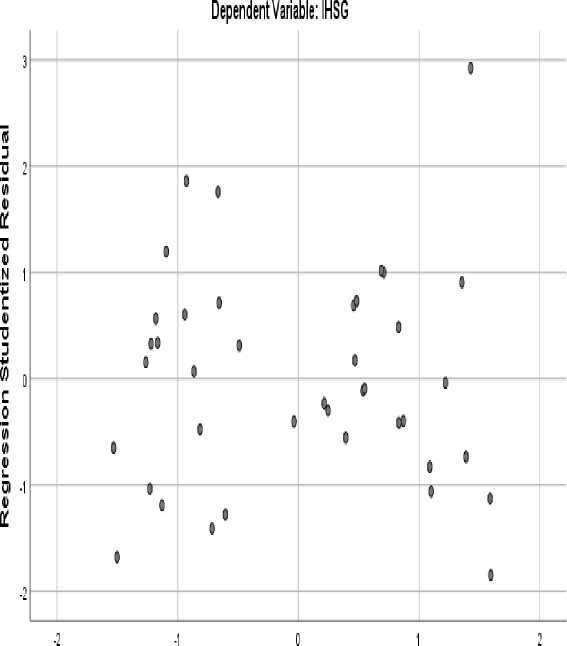 Dependent Variable: IHSG
Regression Studentized Residual
3
2
1
0
-1
-2
-2 -1 0 1 2